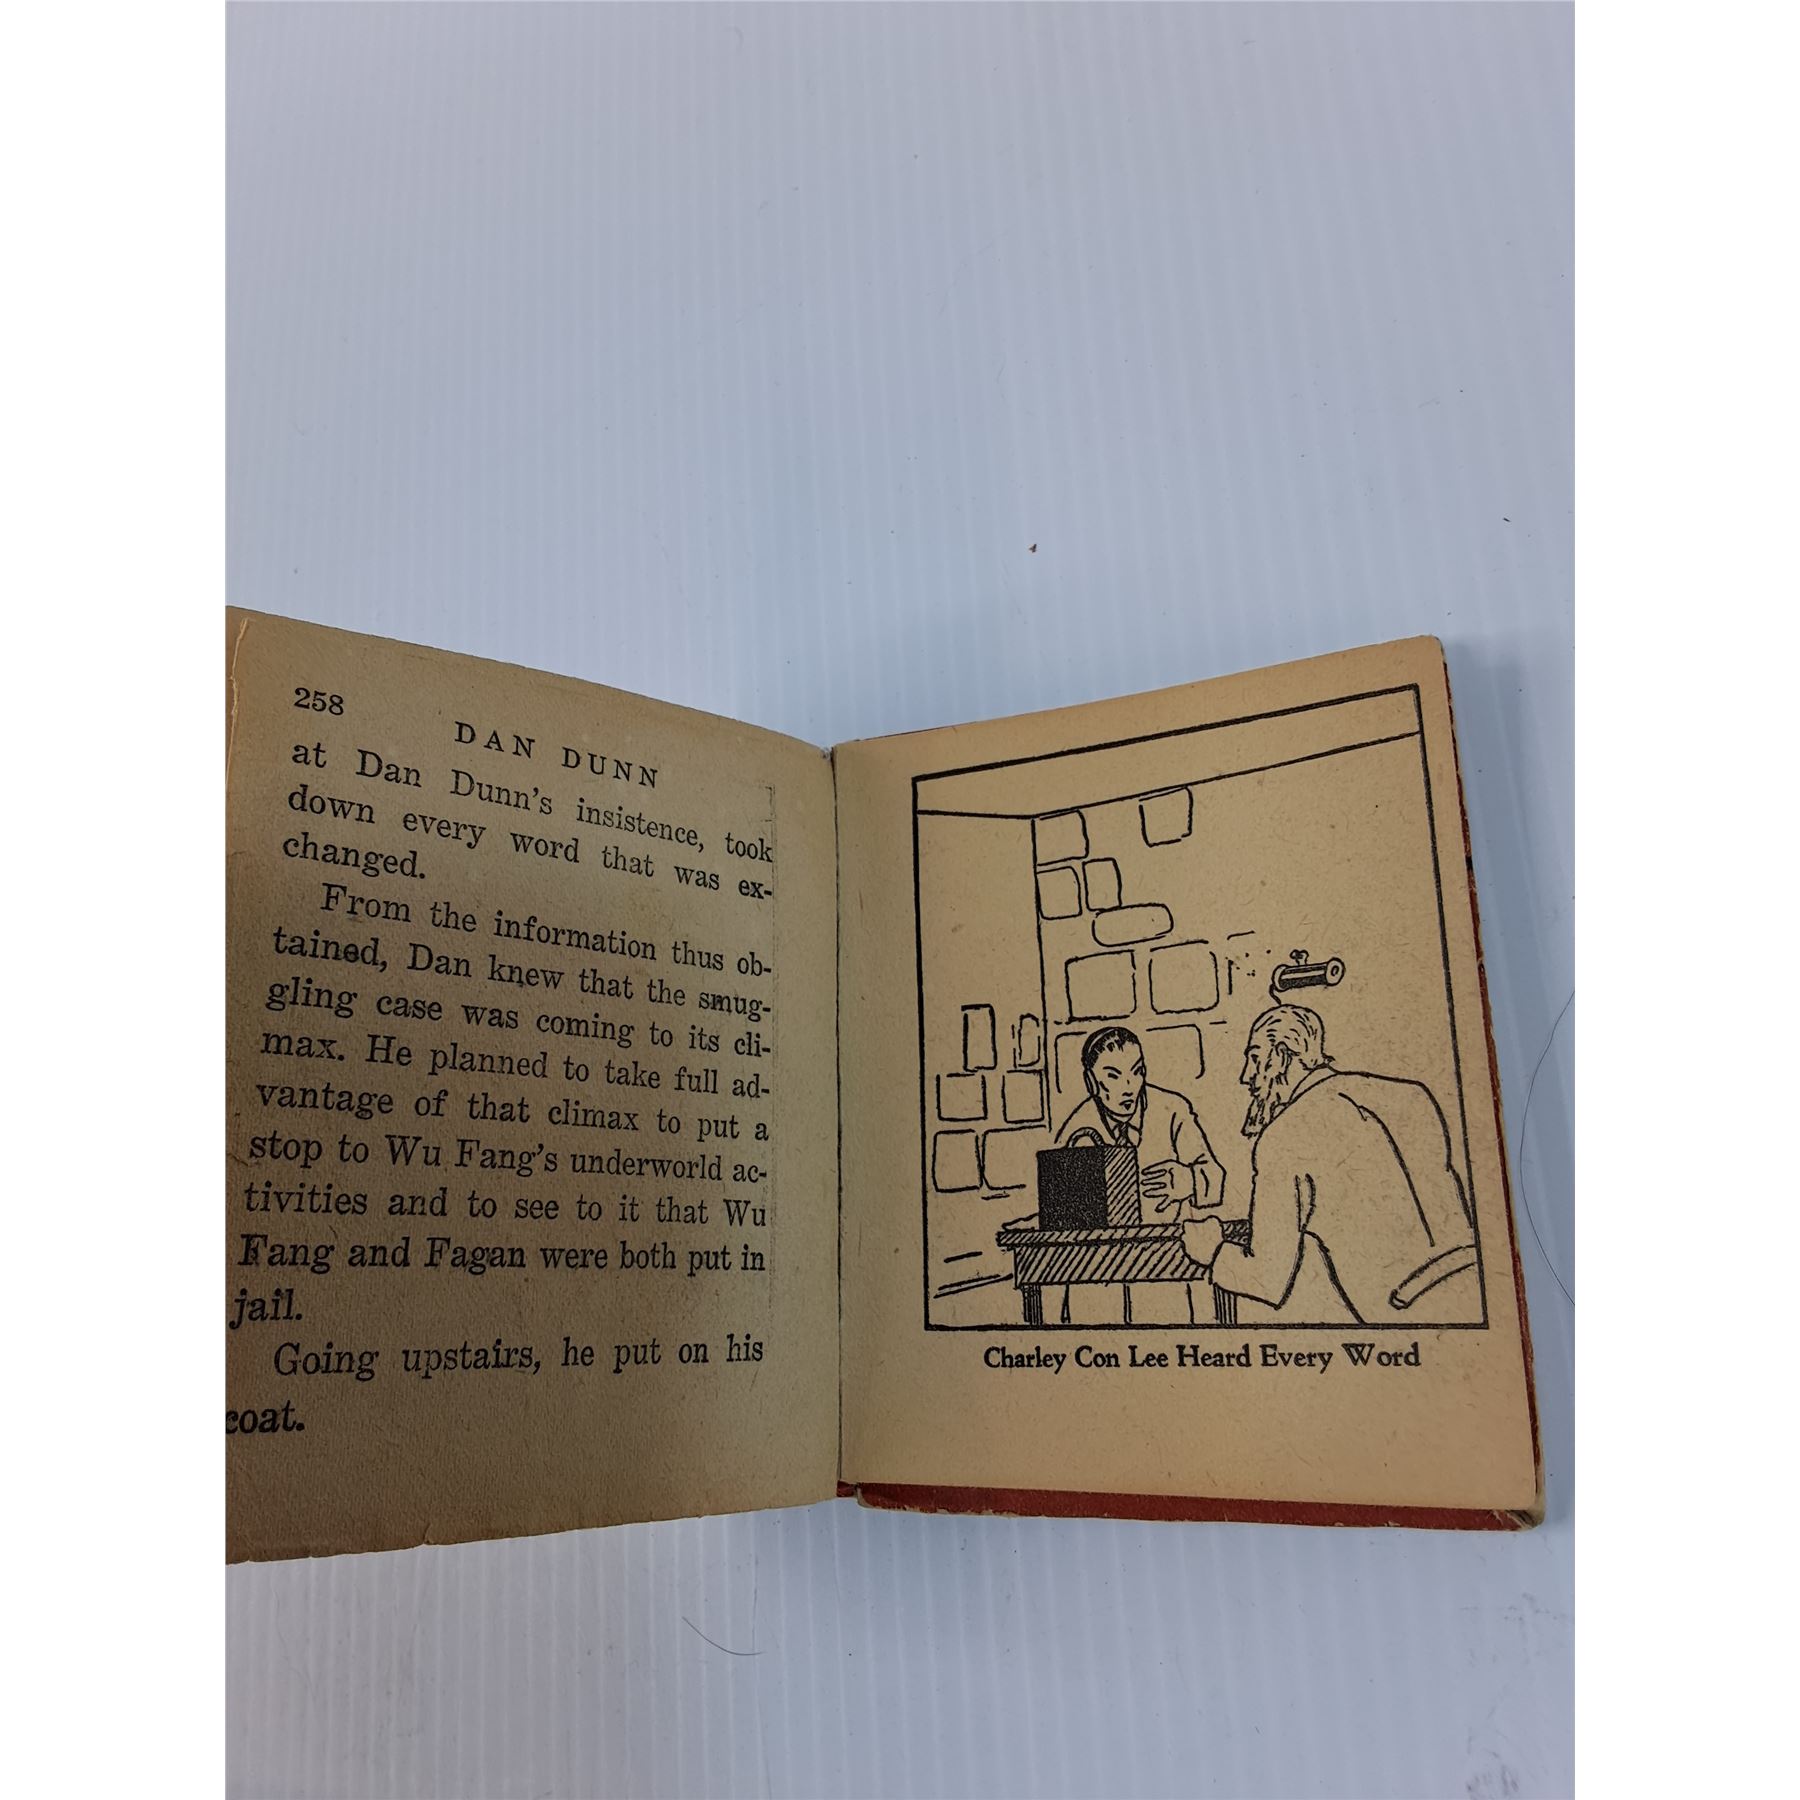 258
DAN DUNN
at Dan Dunn's insistence, took
down every word that was ex-
changed.
From the information thus ob-
tained, Dan knew that the smug-
gling case was coming to its cli-
max. He planned to take full ad-
vantage of that climax to put a
stop to Wu Fang's underworld ac-
tivities and to see to it that Wu
Fang and Fagan were both put in
jail.
Going upstairs, he put on his
coat.
Charley Con Lee Heard Every Word